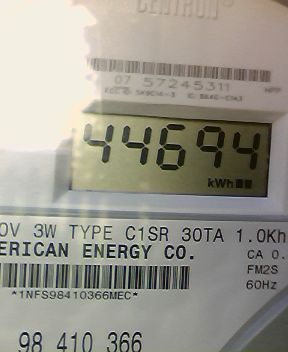 CENTRON®
07 57245311
44694
kWh
0V 3W TYPE C1SR 30TA 1.0Kh
ERICAN ENERGY CO.
CA 0.
FM2S
*1NFS98410366MEC*
60Hz
98 410 366